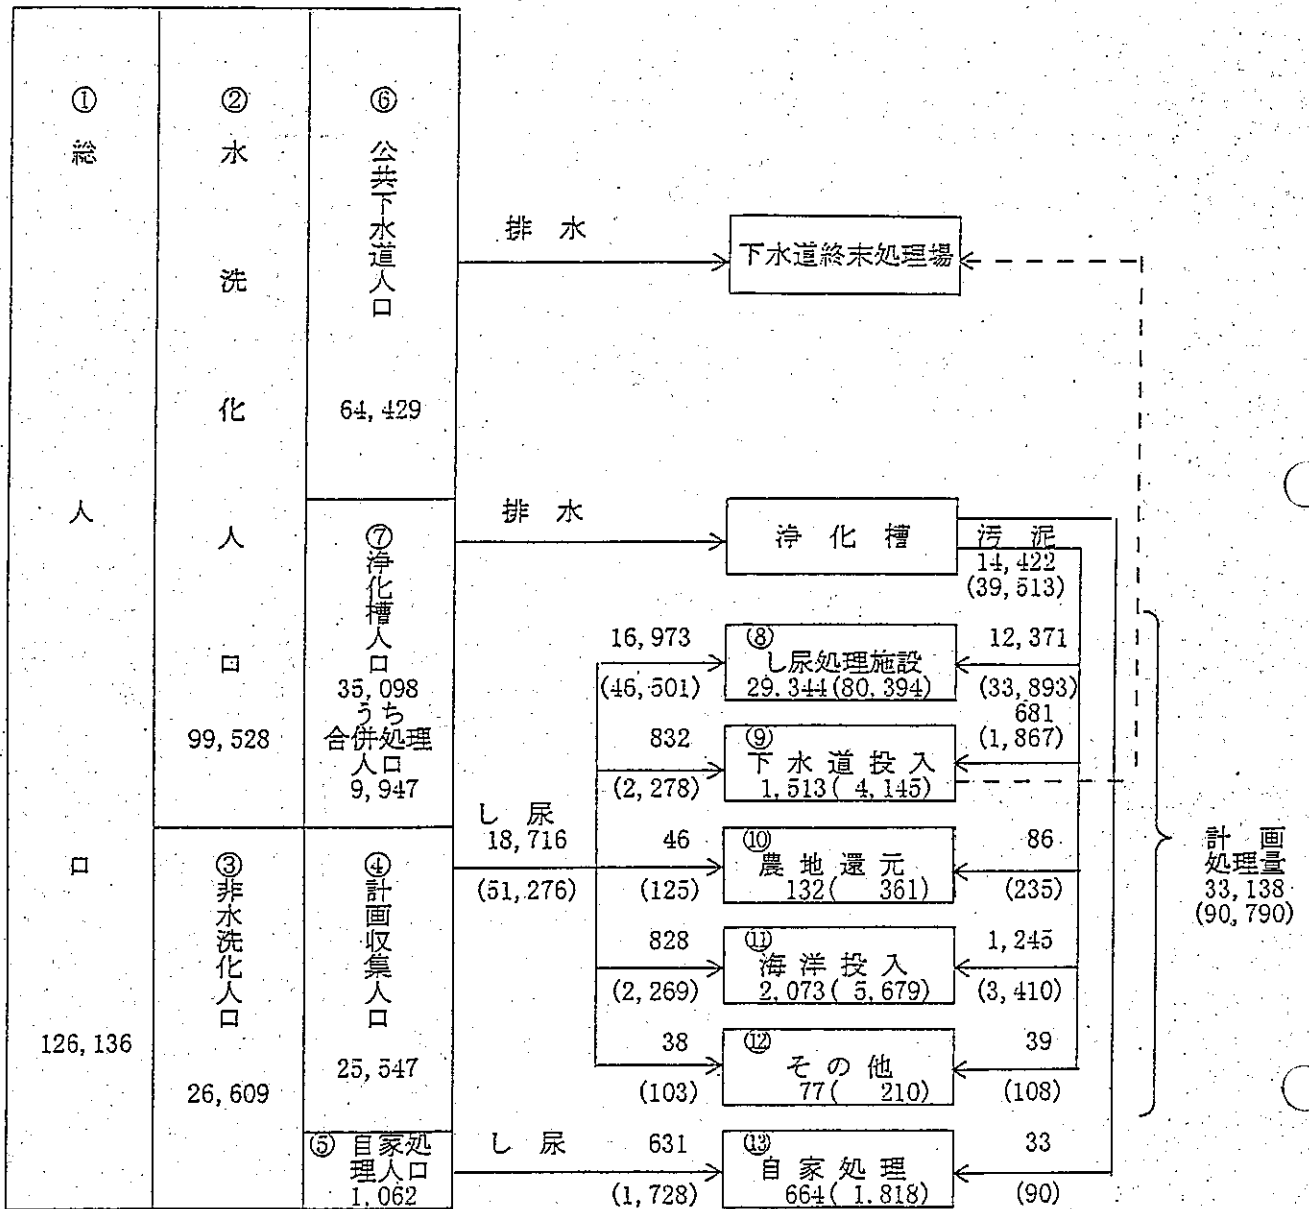 ① 総人口
126,136
② 水洗化人口
99,528
③ 非水洗化人口
26,609
⑥ 公共下水道人口
64,429
⑦ 浄化槽人口
35,098
うち
合併処理
人口
9,947
④ 計画収集人口
25,547
⑤ 自家処
理人口
1,062
排水
下水道終末処理場
排水
浄化槽
汚泥
14,422
(39,513)
し尿
18,716
(51,276)
16,973
(46,501)
⑧
し尿処理施設
29.344(80.394)
12,371
(33,893)
832
(2,278)
⑨
下水道投入
1,513( 4,145)
681
(1,867)
46
(125)
⑩
農地還元
132( 361)
86
(235)
828
(2,269)
⑪
海洋投入
2,073( 5,679)
1,245
(3,410)
38
(103)
⑫
その他
77( 210)
39
(108)
し尿
631
(1,728)
⑬
自家処理
664( 1.818)
33
(90)
計画
処理量
33,138
(90,790)